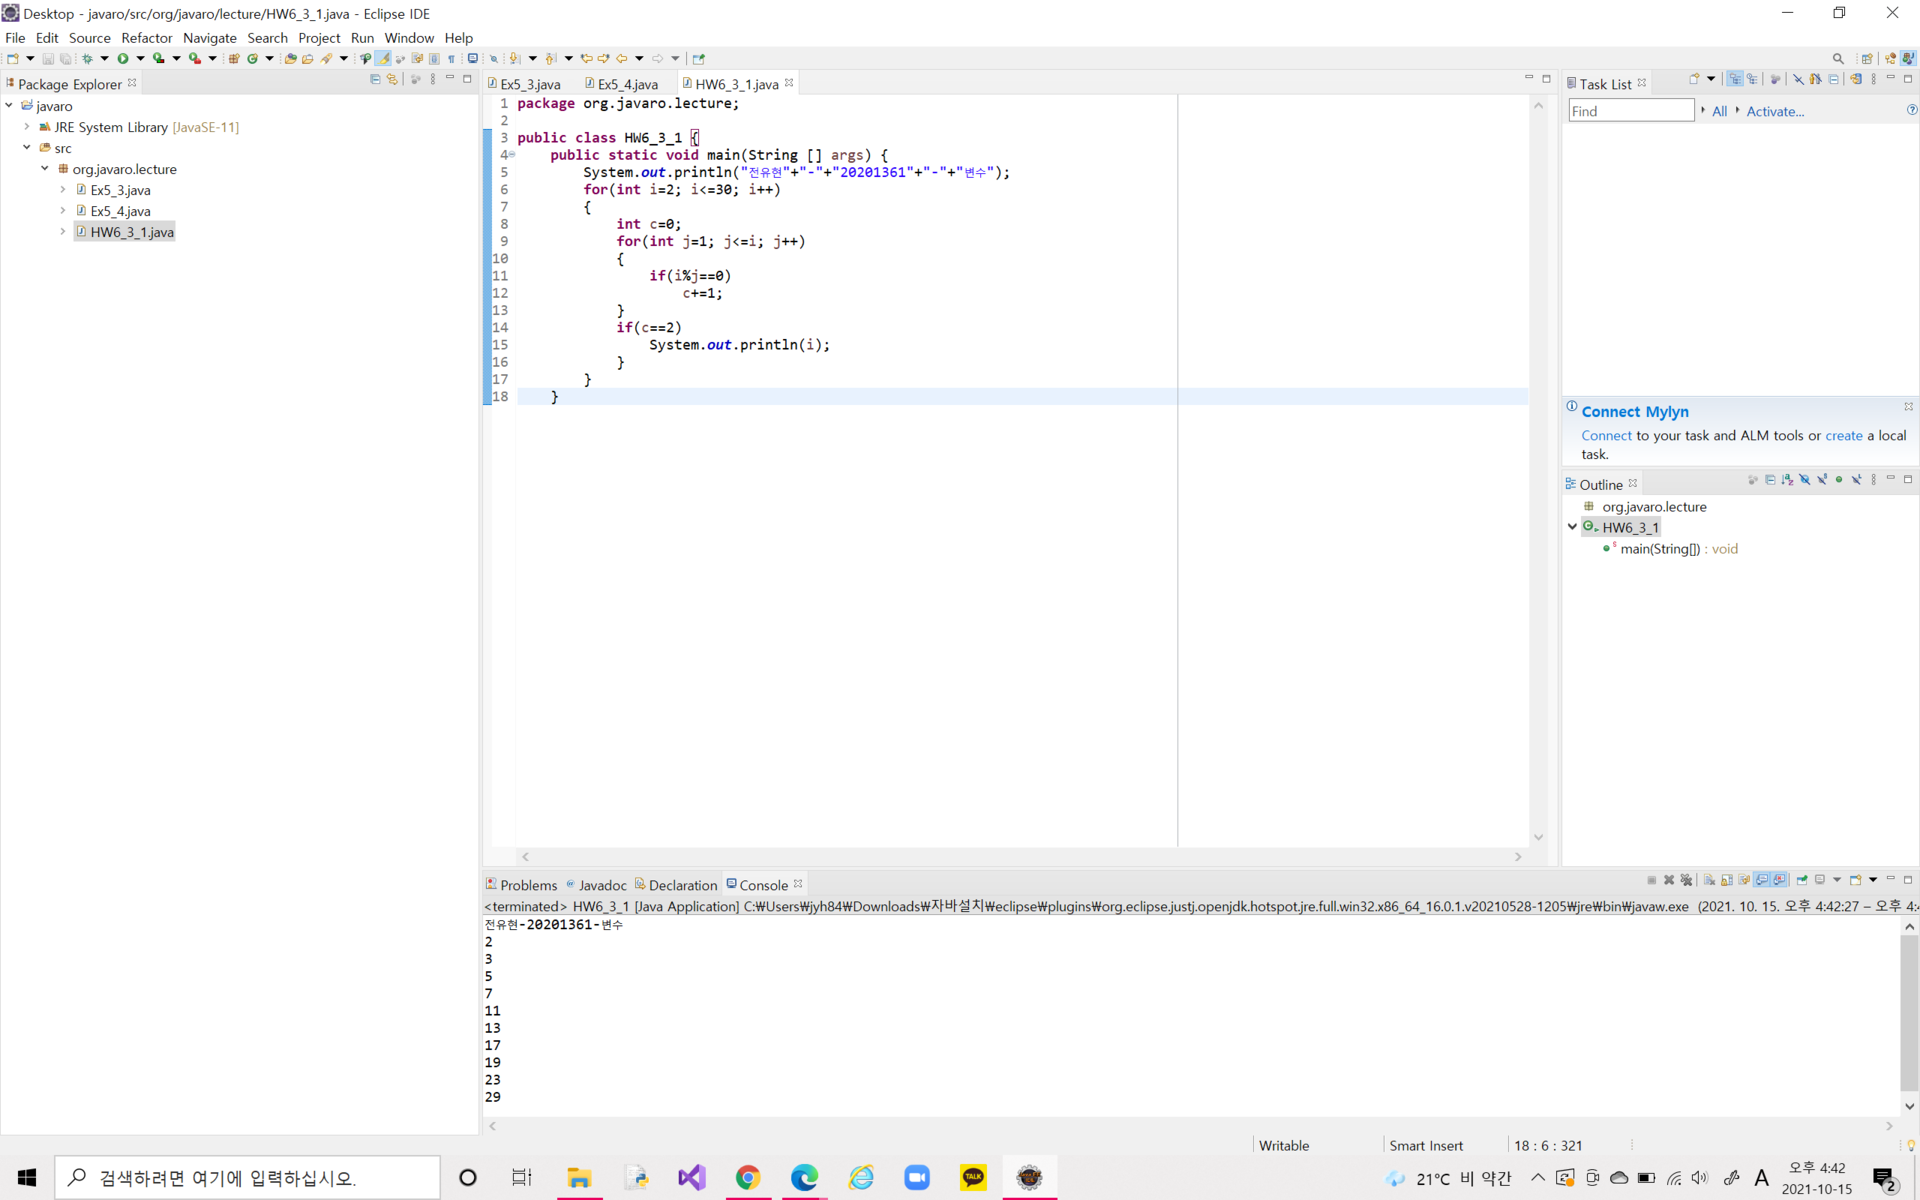 Desktop - javaro/src/org/javaro/lecture/HW6_3_1.java - Eclipse IDE
File Edit Source Refactor Navigate Search Project Run Window Help
Package Explorer
javaro
JRE System Library [JavaSE-11]
src
org.javaro.lecture
Ex5_3.java
Ex5_4.java
HW6_3_1.java
Ex5_3.java Ex5_4.java HW6_3_1.java
1 package org.javaro.lecture;
2
3 public class HW6_3_1 {
4 public static void main(String [] args) {
5 System.out.println("전유현"+"-"+"20201361"+"-"+"변수");
6 for(int i=2; i<=30; i++)
7 {
8 int c=0;
9 for(int j=1; j<=i; j++)
10 {
11 if(i%j==0)
12 c+=1;
13 }
14 if(c==2)
15 System.out.println(i);
16 }
17 }
18 }
Task List
Find All Activate...
Connect Mylyn
Connect to your task and ALM tools or create a local
task.
Outline
org.javaro.lecture
HW6_3_1
main(String[]) : void
Problems Javadoc Declaration Console
<terminated> HW6_3_1 [Java Application] C:₩Users₩jyh84₩Downloads₩자바설치₩eclipse₩plugins₩org.eclipse.justj.openjdk.hotspot.jre.full.win32.x86_64_16.0.1.v20210528-1205₩jre₩bin₩javaw.exe (2021. 10. 15. 오후 4:42:27 – 오후 4:4
전유현-20201361-변수
2
3
5
7
11
13
17
19
23
29
Writable Smart Insert 18 : 6 : 321
검색하려면 여기에 입력하십시오.
TALK
21°C 비 약간
A
오후 4:42
2021-10-15
2